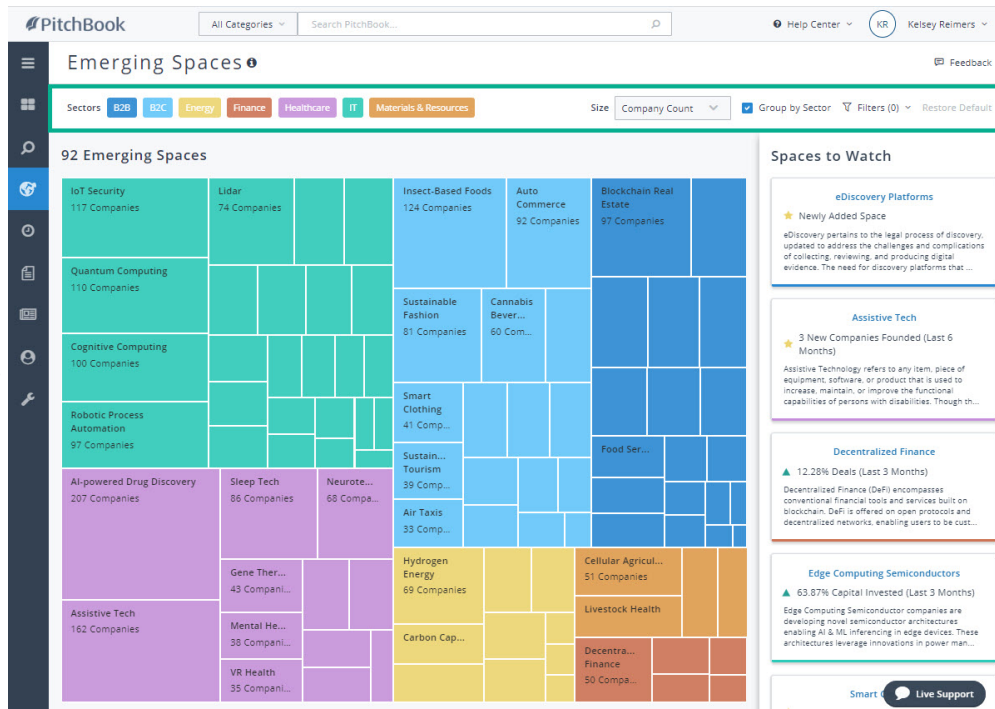 PitchBook
All Categories
Search PitchBook...
Help Center
KR
Kelsey Reimers
Emerging Spaces
Feedback
Sectors
B2B
B2C
Energy
Finance
Healthcare
IT
Materials & Resources
Size
Company Count
Group by Sector
Filters (0)
Restore Default
92 Emerging Spaces
IoT Security
117 Companies
Quantum Computing
110 Companies
Cognitive Computing
100 Companies
Robotic Process
Automation
97 Companies
Lidar
74 Companies
Insect-Based Foods
124 Companies
Auto
Commerce
92 Companies
Sustainable
Fashion
81 Companies
Cannabis
Bever...
60 Com...
Smart
Clothing
41 Comp...
Sustain...
Tourism
39 Comp...
Air Taxis
33 Comp...
Blockchain Real
Estate
97 Companies
Food Ser...
AI-powered Drug Discovery
207 Companies
Assistive Tech
162 Companies
Sleep Tech
86 Companies
Neurote...
68 Compa...
Gene Ther...
43 Compani...
Mental He...
38 Compani...
VR Health
35 Compani...
Hydrogen
Energy
69 Companies
Carbon Cap...
Cellular Agricul...
51 Companies
Livestock Health
Decentra...
Finance
50 Compa...
Spaces to Watch
eDiscovery Platforms
Newly Added Space
eDiscovery pertains to the legal process of discovery,
updated to address the challenges and complications
of collecting, reviewing, and producing digital
evidence. The need for discovery platforms that ...
Assistive Tech
3 New Companies Founded (Last 6
Months)
Assistive Technology refers to any item, piece of
equipment, software, or product that is used to
increase, maintain, or improve the functional
capabilities of persons with disabilities. Though th...
Decentralized Finance
12.28% Deals (Last 3 Months)
Decentralized Finance (DeFi) encompasses
conventional financial tools and services built on
blockchain. DeFi is offered on open protocols and
decentralized networks, enabling users to be cust...
Edge Computing Semiconductors
63.87% Capital Invested (Last 3 Months)
Edge Computing Semiconductor companies are
developing novel semiconductor architectures
enabling AI & ML inferencing in edge devices. These
architectures leverage innovations in power man...
Smart
Live Support